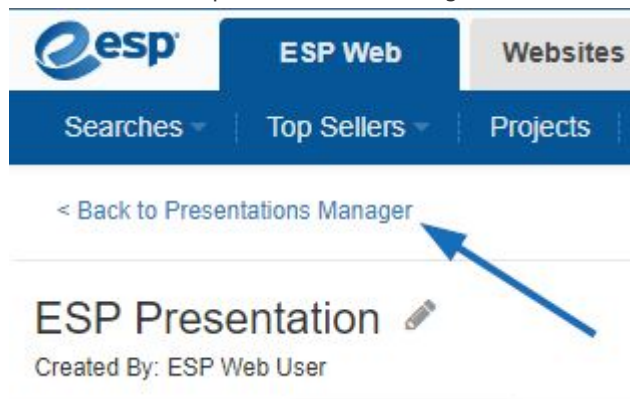 esp
ESP Web
Websites
Searches
Top Sellers
Projects
< Back to Presentations Manager
ESP Presentation
Created By: ESP Web User